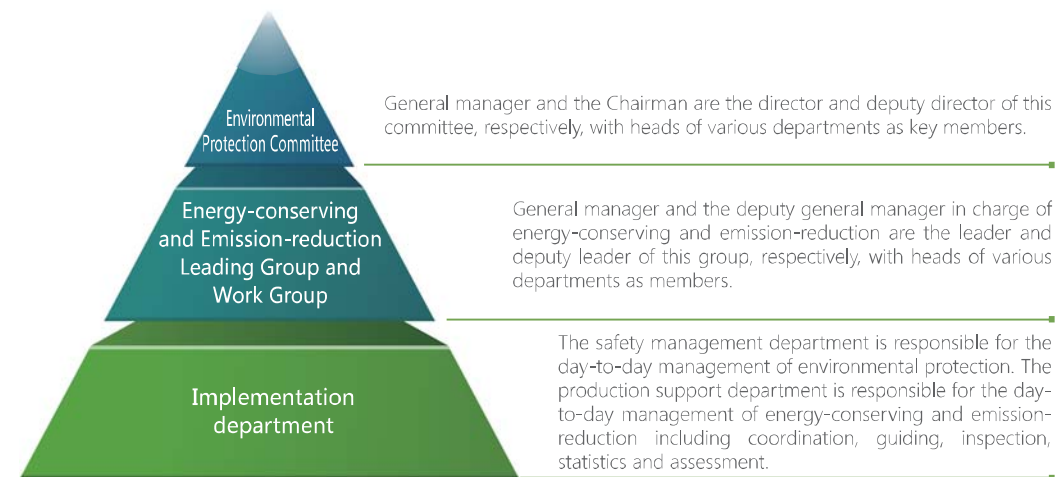 Environmental
Protection Committee
General manager and the Chairman are the director and deputy director of this
committee, respectively, with heads of various departments as key members.
Energy-conserving
and Emission-reduction
Leading Group and
Work Group
General manager and the deputy general manager in charge of
energy-conserving and emission-reduction are the leader and
deputy leader of this group, respectively, with heads of various
departments as members.
Implementation
department
The safety management department is responsible for the
day-to-day management of environmental protection. The
production support department is responsible for the day-
to-day management of energy-conserving and emission-
reduction including coordination, guiding, inspection,
statistics and assessment.